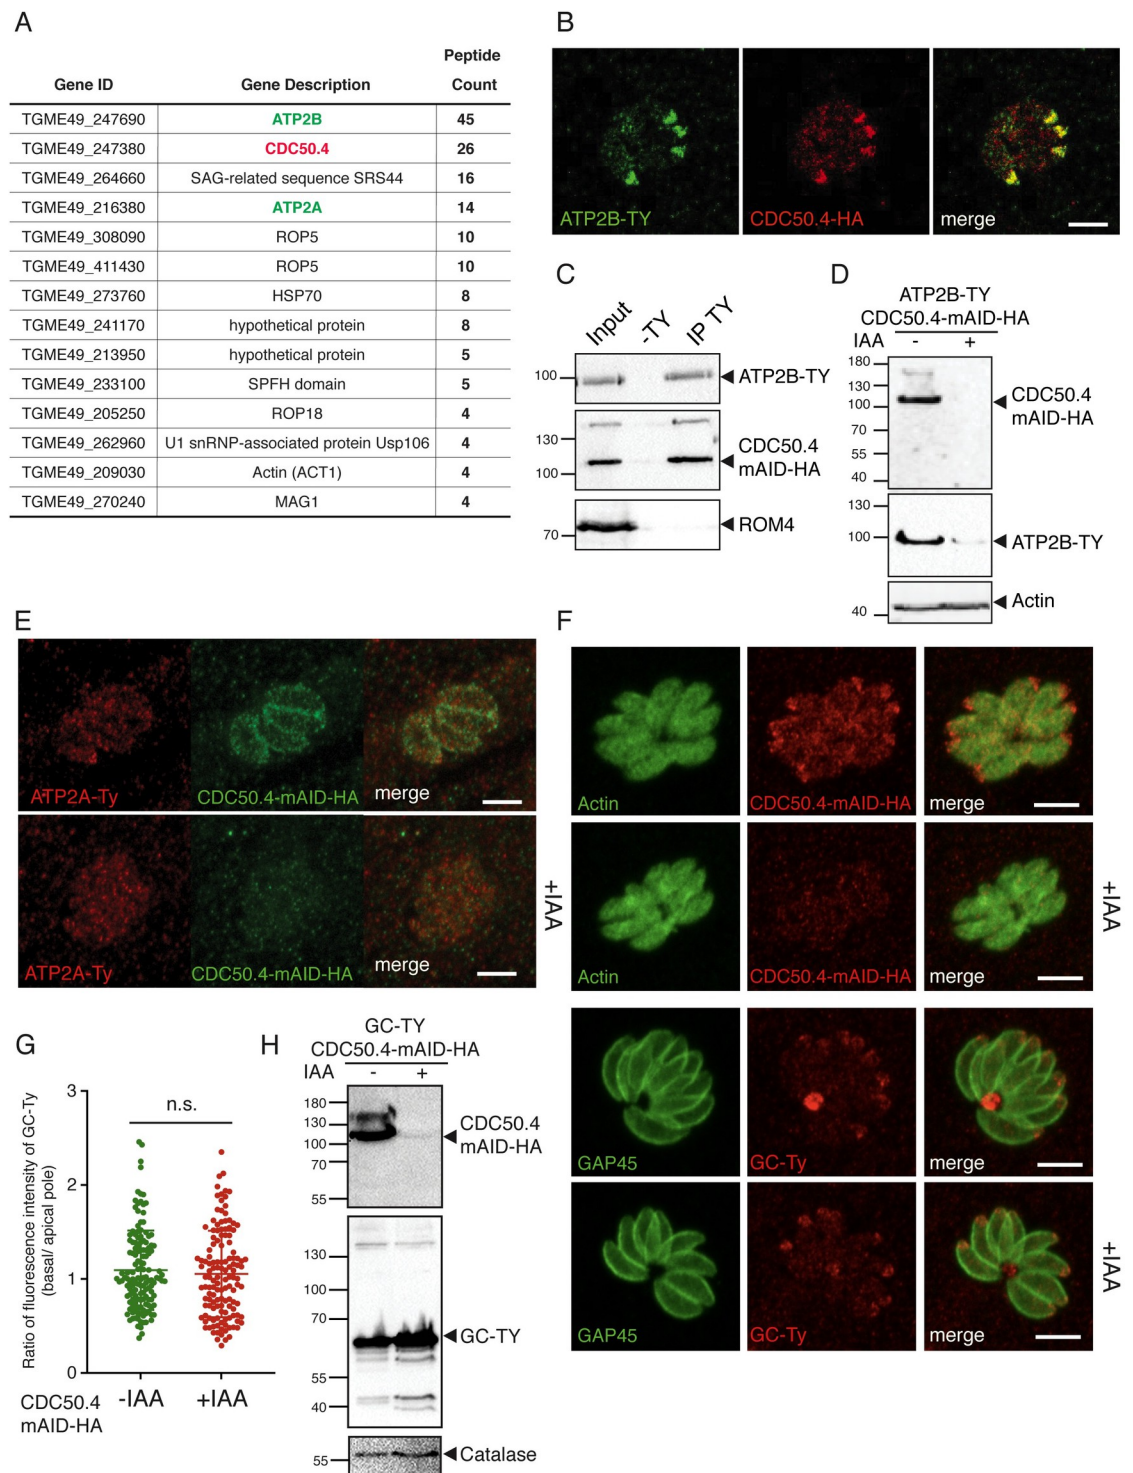 A
Peptide
Gene ID Gene Description Count
TGME49_247690 ATP2B 45
TGME49_247380 CDC50.4 26
TGME49_264660 SAG-related sequence SRS44 16
TGME49_216380 ATP2A 14
TGME49_308090 ROP5 10
TGME49_411430 ROP5 10
TGME49_273760 HSP70 8
TGME49_241170 hypothetical protein 8
TGME49_213950 hypothetical protein 5
TGME49_233100 SPFH domain 5
TGME49_205250 ROP18 4
TGME49_262960 U1 snRNP-associated protein Usp106 4
TGME49_209030 Actin (ACT1) 4
TGME49_270240 MAG1 4
B
ATP2B-TY CDC50.4-HA merge
C
Input -TY IP TY
100 ATP2B-TY
130
CDC50.4
mAID-HA
100
ROM4
70
D
ATP2B-TY
CDC50.4-mAID-HA
IAA - +
180
130
100
70
55
40
CDC50.4
mAID-HA
130
100 ATP2B-TY
40 Actin
E
ATP2A-Ty CDC50.4-mAID-HA merge
ATP2A-Ty CDC50.4-mAID-HA merge
+IAA
F
Actin CDC50.4-mAID-HA merge
Actin CDC50.4-mAID-HA merge
+IAA
GAP45 GC-Ty merge
GAP45 GC-Ty merge
+IAA
G
Ratio of fluorescence intensity of GC-Ty
(basal/ apical pole)
3
2
1
0
n.s.
CDC50.4
mAID-HA
-IAA +IAA
H
GC-TY
CDC50.4-mAID-HA
IAA - +
180
130
100
70
55
CDC50.4
mAID-HA
130
100
70
GC-TY
55
40
55 Catalase